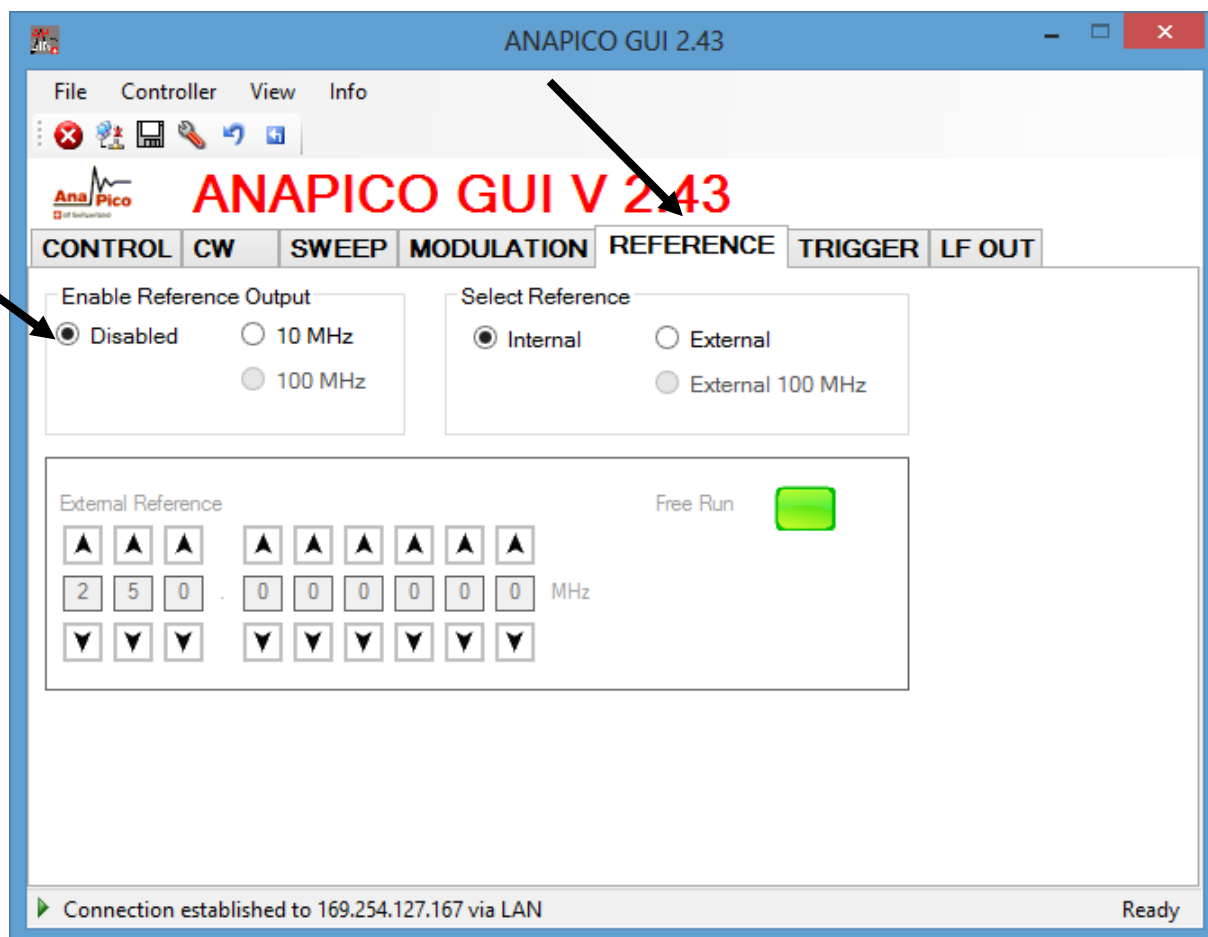 ANAPICO GUI 2.43
File Controller View Info
Ana Pico
ANAPICO GUI V 2.43
CONTROL CW SWEEP MODULATION REFERENCE TRIGGER LF OUT
Enable Reference Output Select Reference
Disabled 10 MHz Internal External
100 MHz External 100 MHz
External Reference Free Run
2 5 0 . 0 0 0 0 0 0 MHz
Connection established to 169.254.127.167 via LAN Ready